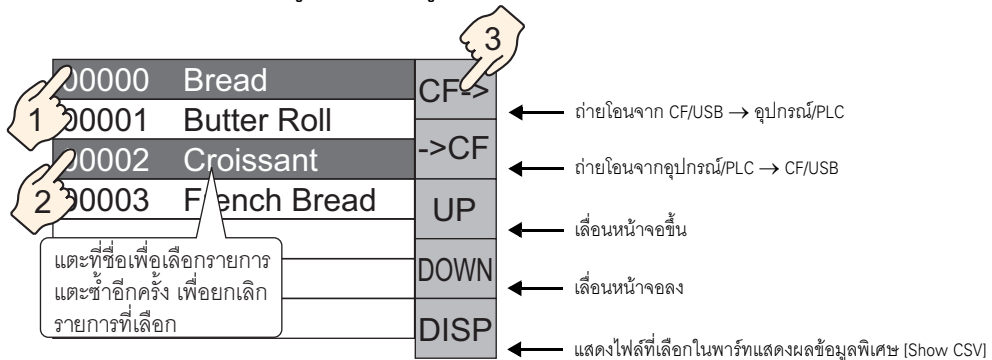 3
00000 Bread
CF->
1
00001 Butter Roll
ถ่ายโอนจาก CF/USB → อุปกรณ์/PLC
00002 Croissant
->CF
ถ่ายโอนจากอุปกรณ์/PLC → CF/USB
2
00003 French Bread
UP
เลื่อนหน้าจอขึ้น
แตะที่ชื่อเพื่อเลือกรายการ
แตะซ้ำอีกครั้ง เพื่อยกเลิก
รายการที่เลือก
DOWN
เลื่อนหน้าจอลง
DISP
แสดงไฟล์ที่เลือกในพาร์ทแสดงผลข้อมูลพิเศษ [Show CSV]